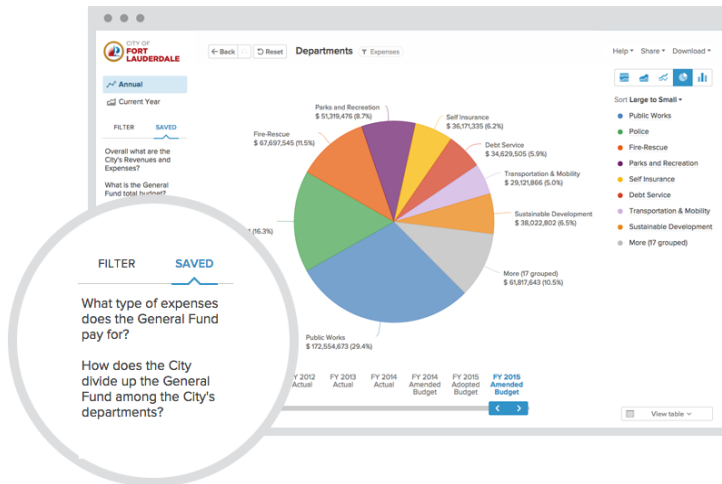 CITY OF
FORT
LAUDERDALE
Back
Reset
Departments
Expenses
Help
Share
Download
Annual
Current Year
FILTER
SAVED
Overall what are the
City's Revenues and
Expenses?
What is the General
Fund total budget?
Parks and Recreation
$ 51,319,476 (8.7%)
Self Insurance
$ 36,171,335 (6.2%)
Fire-Rescue
$ 67,697,545 (11.5%)
Debt Service
$ 34,629,505 (5.9%)
Transportation & Mobility
$ 29,121,866 (5.0%)
Sustainable Development
$ 38,022,802 (6.5%)
(16.3%)
More (17 grouped)
$ 61,817,643 (10.5%)
Public Works
$ 172,554,673 (29.4%)
Sort Large to Small
Public Works
Police
Fire-Rescue
Parks and Recreation
Self Insurance
Debt Service
Transportation & Mobility
Sustainable Development
More (17 grouped)
FILTER
SAVED
What type of expenses
does the General Fund
pay for?
How does the City
divide up the General
Fund among the City's
departments?
2012
Actual
FY 2013
Actual
FY 2014
Actual
FY 2014
Amended
Budget
FY 2015
Adopted
Budget
FY 2015
Amended
Budget
View table